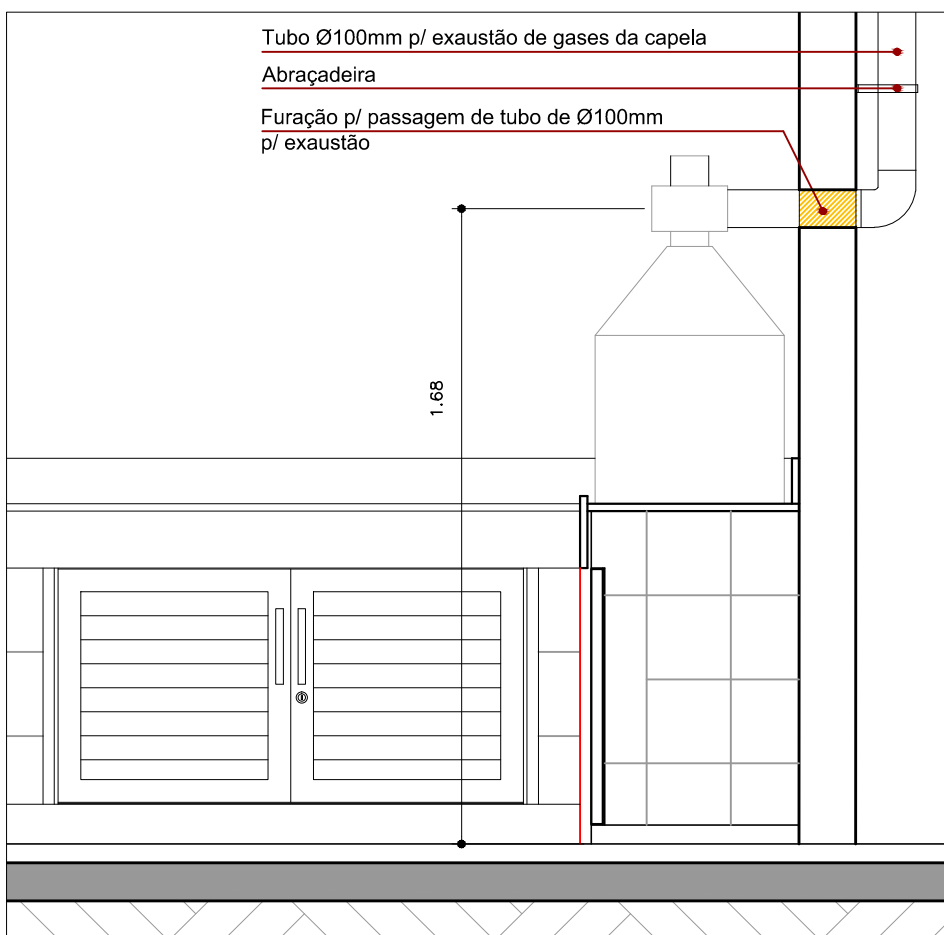 Tubo Ø100mm p/ exaustão de gases da capela
Abraçadeira
Furação p/ passagem de tubo de Ø100mm
p/ exaustão
1.68